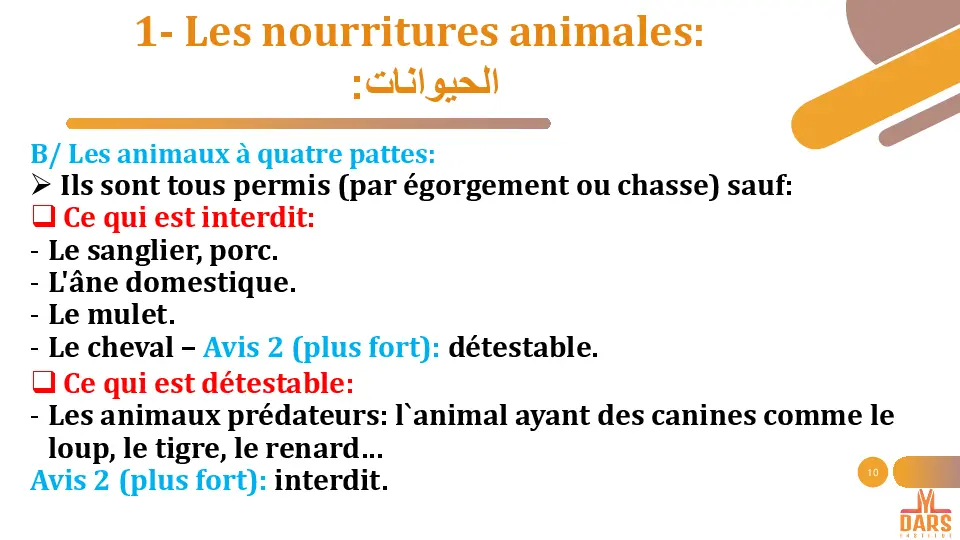 1- Les nourritures animales:
الحيوانات:
B/ Les animaux à quatre pattes:
➢ Ils sont tous permis (par égorgement ou chasse) sauf:
❑ Ce qui est interdit:
- Le sanglier, porc.
- L'âne domestique.
- Le mulet.
- Le cheval – Avis 2 (plus fort): détestable.
❑ Ce qui est détestable:
- Les animaux prédateurs: l`animal ayant des canines comme le
loup, le tigre, le renard…
Avis 2 (plus fort): interdit.
10
DARS
INSTITUT